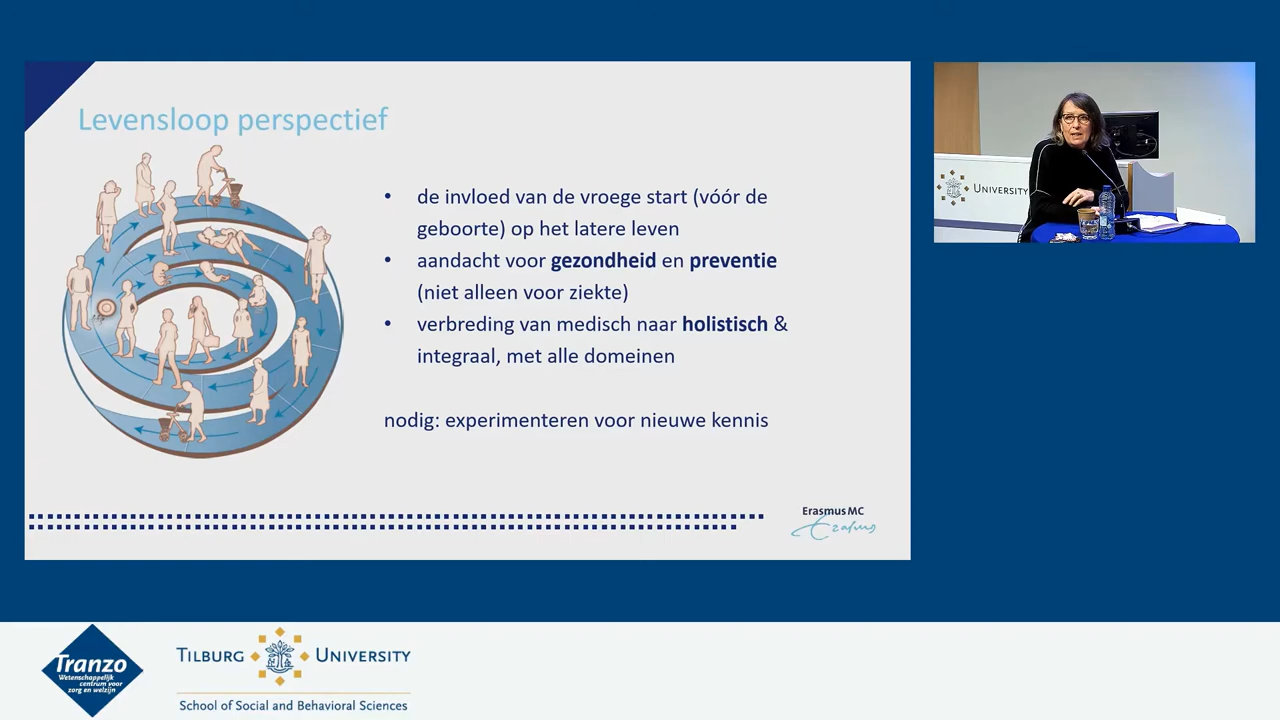 Levensloop perspectief
• de invloed van de vroege start (vóór de
geboorte) op het latere leven
• aandacht voor gezondheid en preventie
(niet alleen voor ziekte)
• verbreding van medisch naar holistisch &
integraal, met alle domeinen
nodig: experimenteren voor nieuwe kennis
Erasmus MC
Erasmus
UNIVERSITY
Tranzo
Wetenschappelijk
centrum voor
zorg en welzijn
TILBURG UNIVERSITY
School of Social and Behavioral Sciences